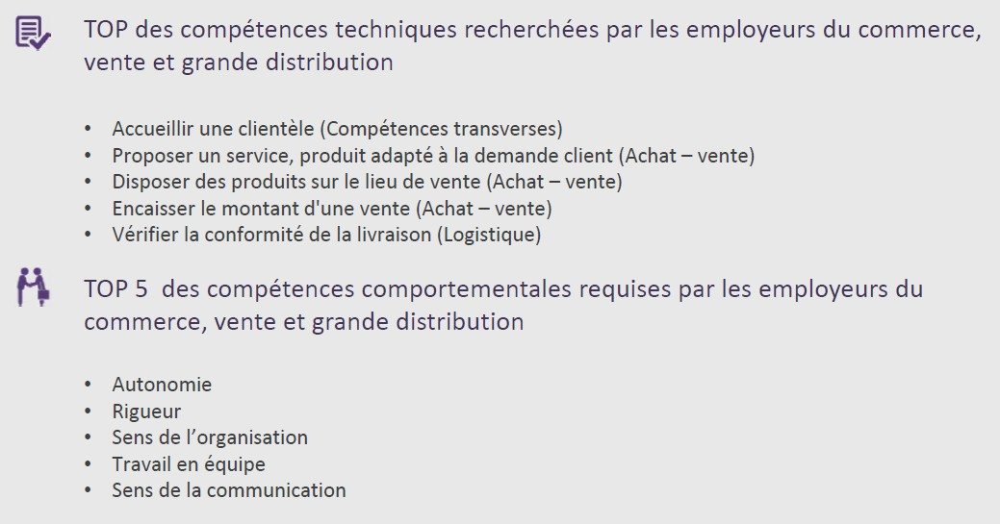 TOP des compétences techniques recherchées par les employeurs du commerce,
vente et grande distribution
• Accueillir une clientèle (Compétences transverses)
• Proposer un service, produit adapté à la demande client (Achat – vente)
• Disposer des produits sur le lieu de vente (Achat – vente)
• Encaisser le montant d'une vente (Achat – vente)
• Vérifier la conformité de la livraison (Logistique)
TOP 5 des compétences comportementales requises par les employeurs du
commerce, vente et grande distribution
• Autonomie
• Rigueur
• Sens de l’organisation
• Travail en équipe
• Sens de la communication